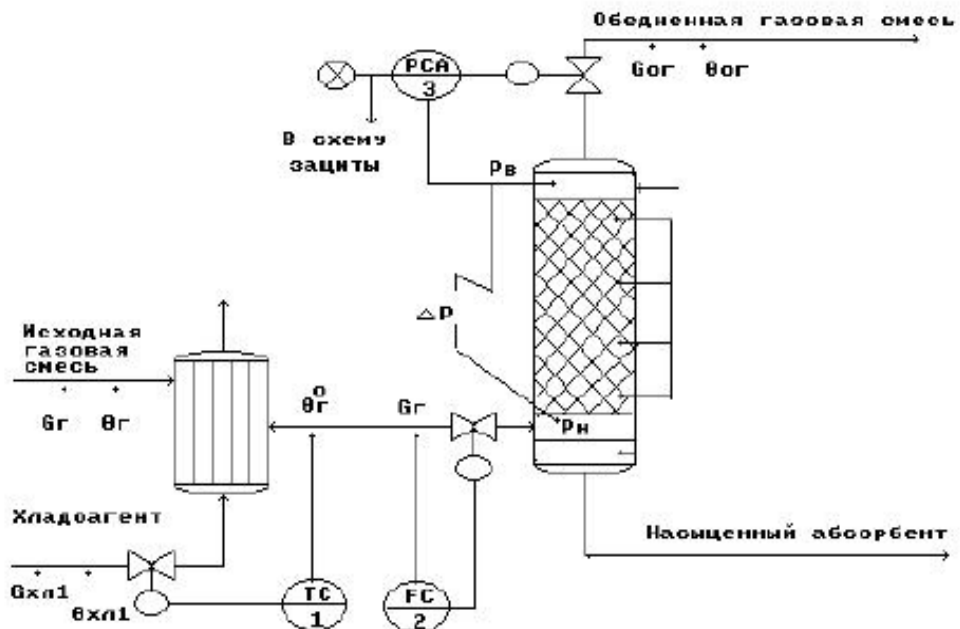 Обедненная газовая смесь
Gог θог
PCA
3
В схему
защиты
Pв
ΔP
Исходная
газовая
смесь
Gг θг
θг°
Gг
Pн
Хладоагент
Насыщенный абсорбент
Gхл1
θхл1
TC
1
FC
2